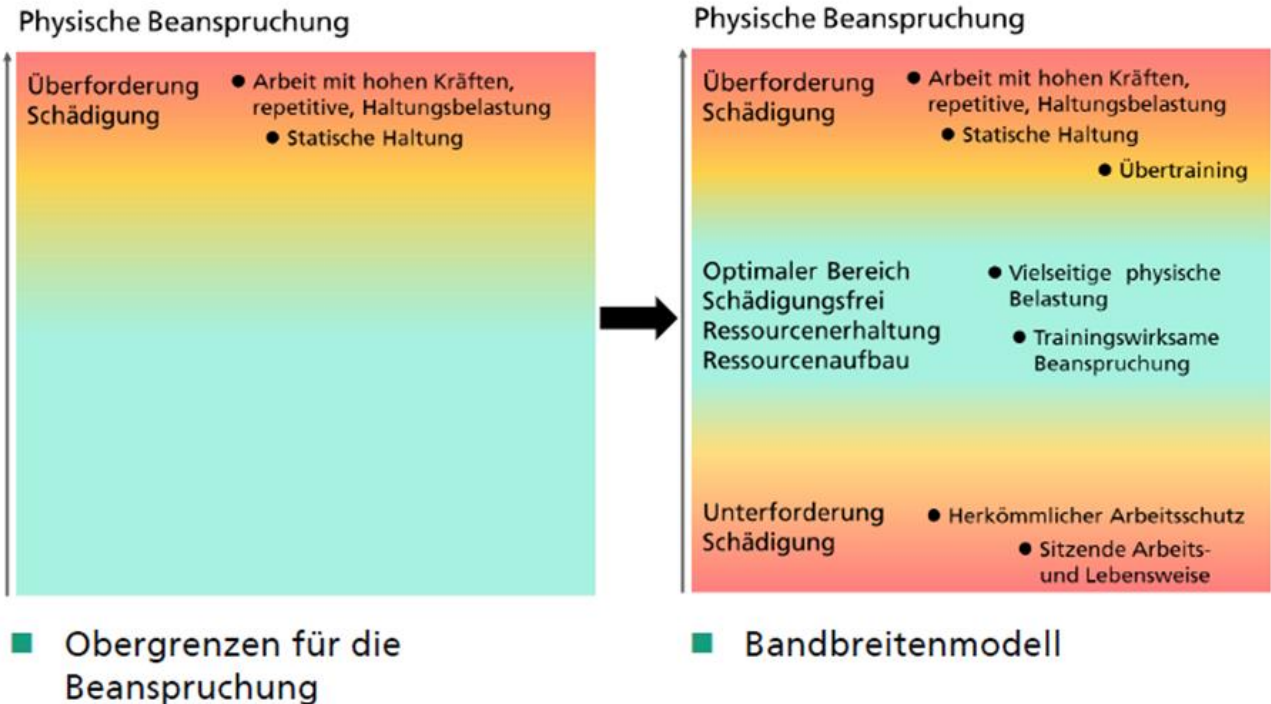 Physische Beanspruchung
Überforderung
Schädigung
● Arbeit mit hohen Kräften,
repetitive, Haltungsbelastung
● Statische Haltung
■ Obergrenzen für die
Beanspruchung
Physische Beanspruchung
Überforderung
Schädigung
● Arbeit mit hohen Kräften,
repetitive, Haltungsbelastung
● Statische Haltung
● Übertraining
Optimaler Bereich
Schädigungsfrei
Ressourcenerhaltung
Ressourcenaufbau
● Vielseitige physische
Belastung
● Trainingswirksame
Beanspruchung
Unterforderung
Schädigung
● Herkömmlicher Arbeitsschutz
● Sitzende Arbeits-
und Lebensweise
■ Bandbreitenmodell